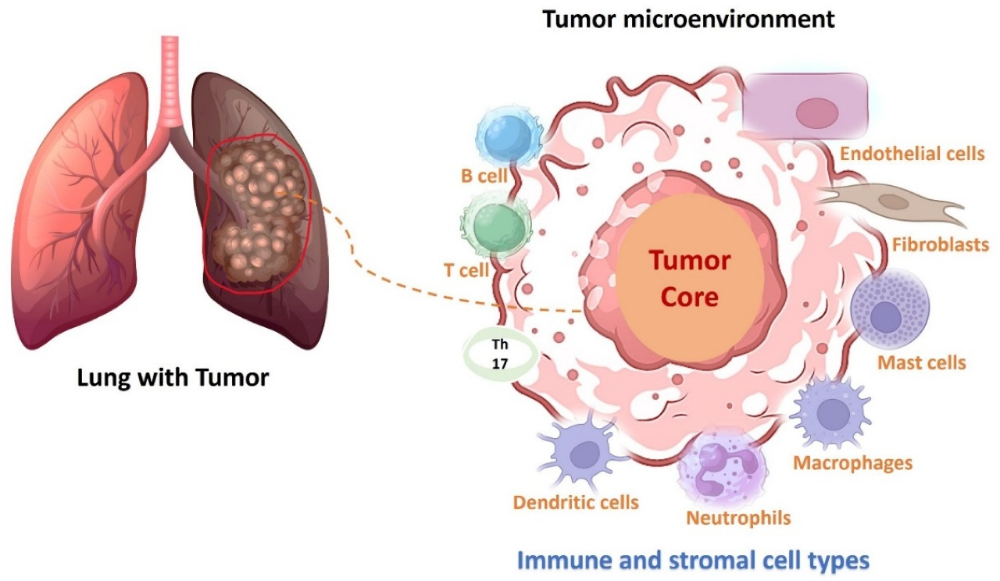 Tumor microenvironment
B cell
Endothelial cells
T cell
Fibroblasts
Tumor
Core
Th
17
Mast cells
Lung with Tumor
Macrophages
Dendritic cells
Neutrophils
Immune and stromal cell types